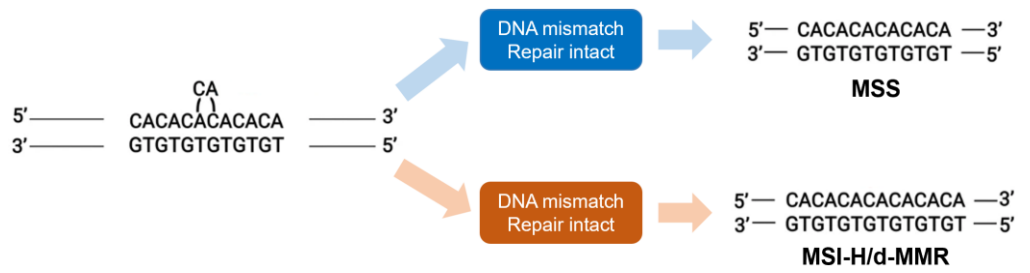 CA
5’ CACACACACACA 3’
3’ GTGTGTGTGTGT 5’
DNA mismatch
Repair intact
5’— CACACACACACA —3’
3’— GTGTGTGTGTGT —5’
MSS
DNA mismatch
Repair intact
5’— CACACACACACACA —3’
3’— GTGTGTGTGTGTGT —5’
MSI-H/d-MMR